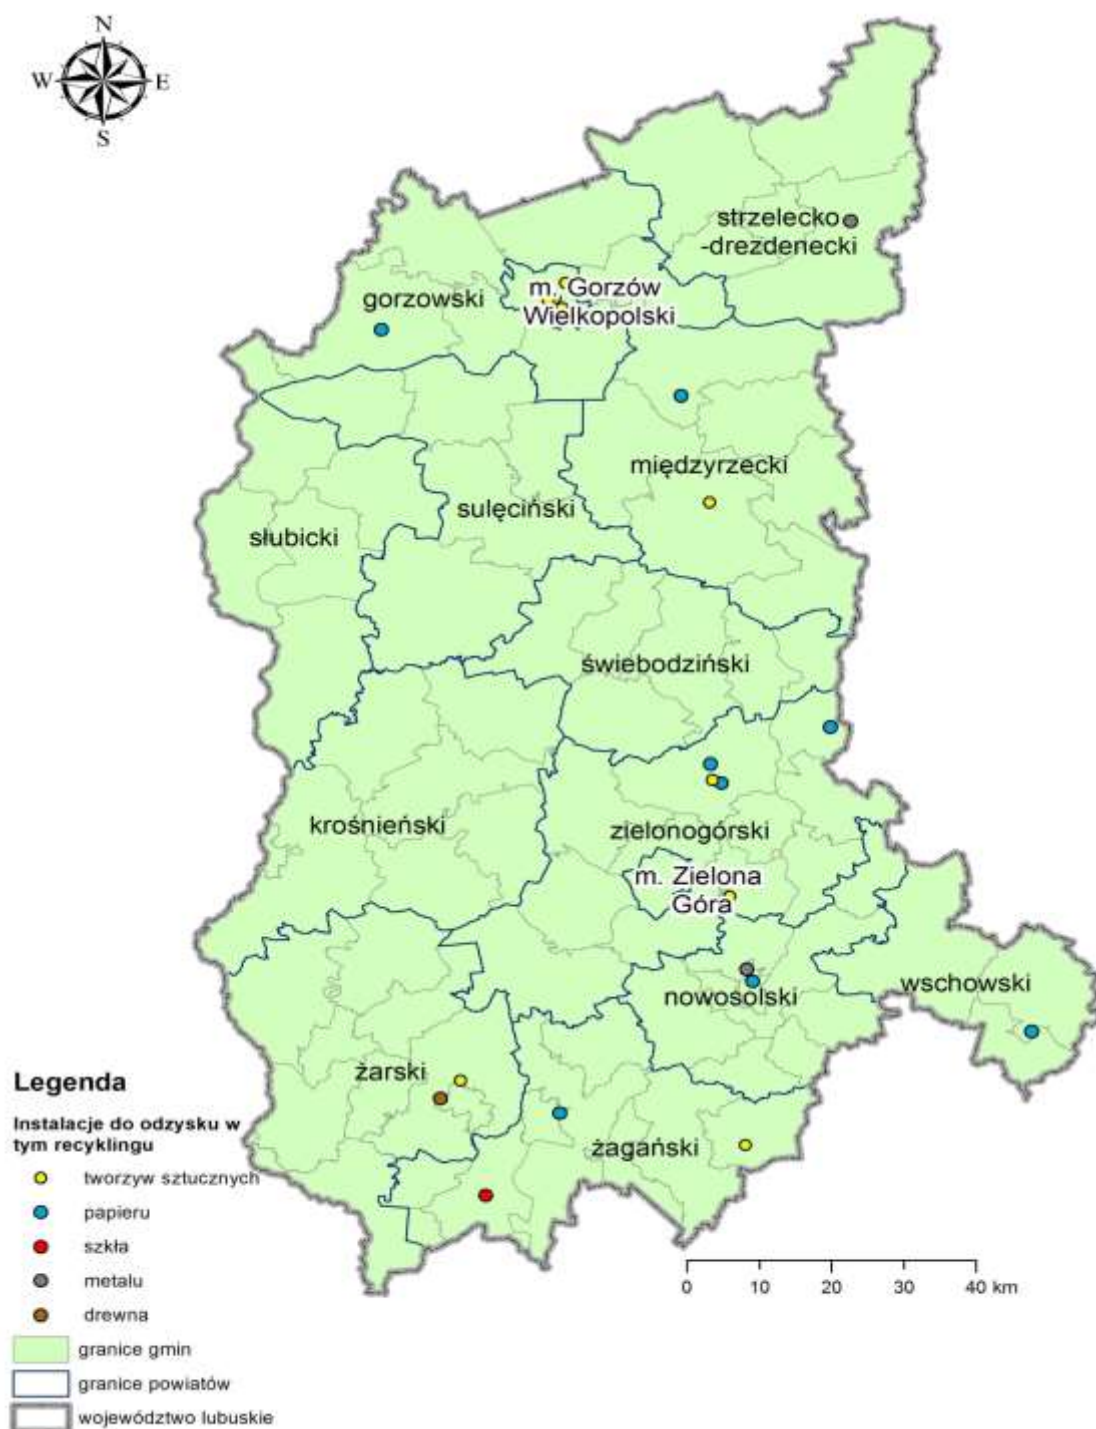 N
W E
S
strzelecko
-drezdenecki
m. Gorzów
Wielkopolski
gorzowski
międzyrzecki
sulęciński
słubicki
świebodziński
krośnieński
zielonogórski
m. Zielona
Góra
wschowski
nowosolski
żarski
żagański
Legenda
Instalacje do odzysku w
tym recyklingu
tworzyw sztucznych
papieru
szkła
metalu
drewna
granice gmin
granice powiatów
województwo lubuskie
0 10 20 30 40 km